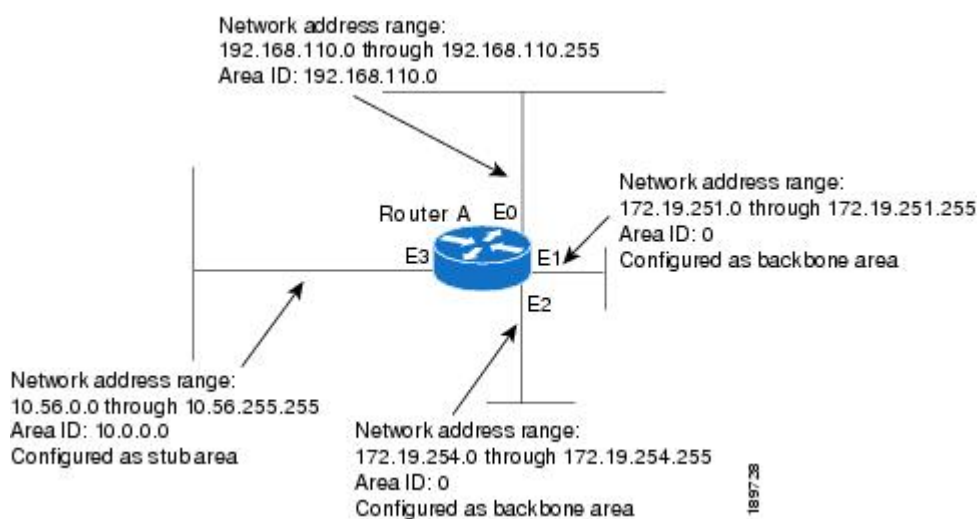 Network address range:
192.168.110.0 through 192.168.110.255
Area ID: 192.168.110.0
Network address range:
172.19.251.0 through 172.19.251.255
Area ID: 0
Configured as backbone area
Router A E0
E3
E1
E2
Network address range:
10.56.0.0 through 10.56.255.255
Area ID: 10.0.0.0
Configured as stub area
Network address range:
172.19.254.0 through 172.19.254.255
Area ID: 0
Configured as backbone area
189728